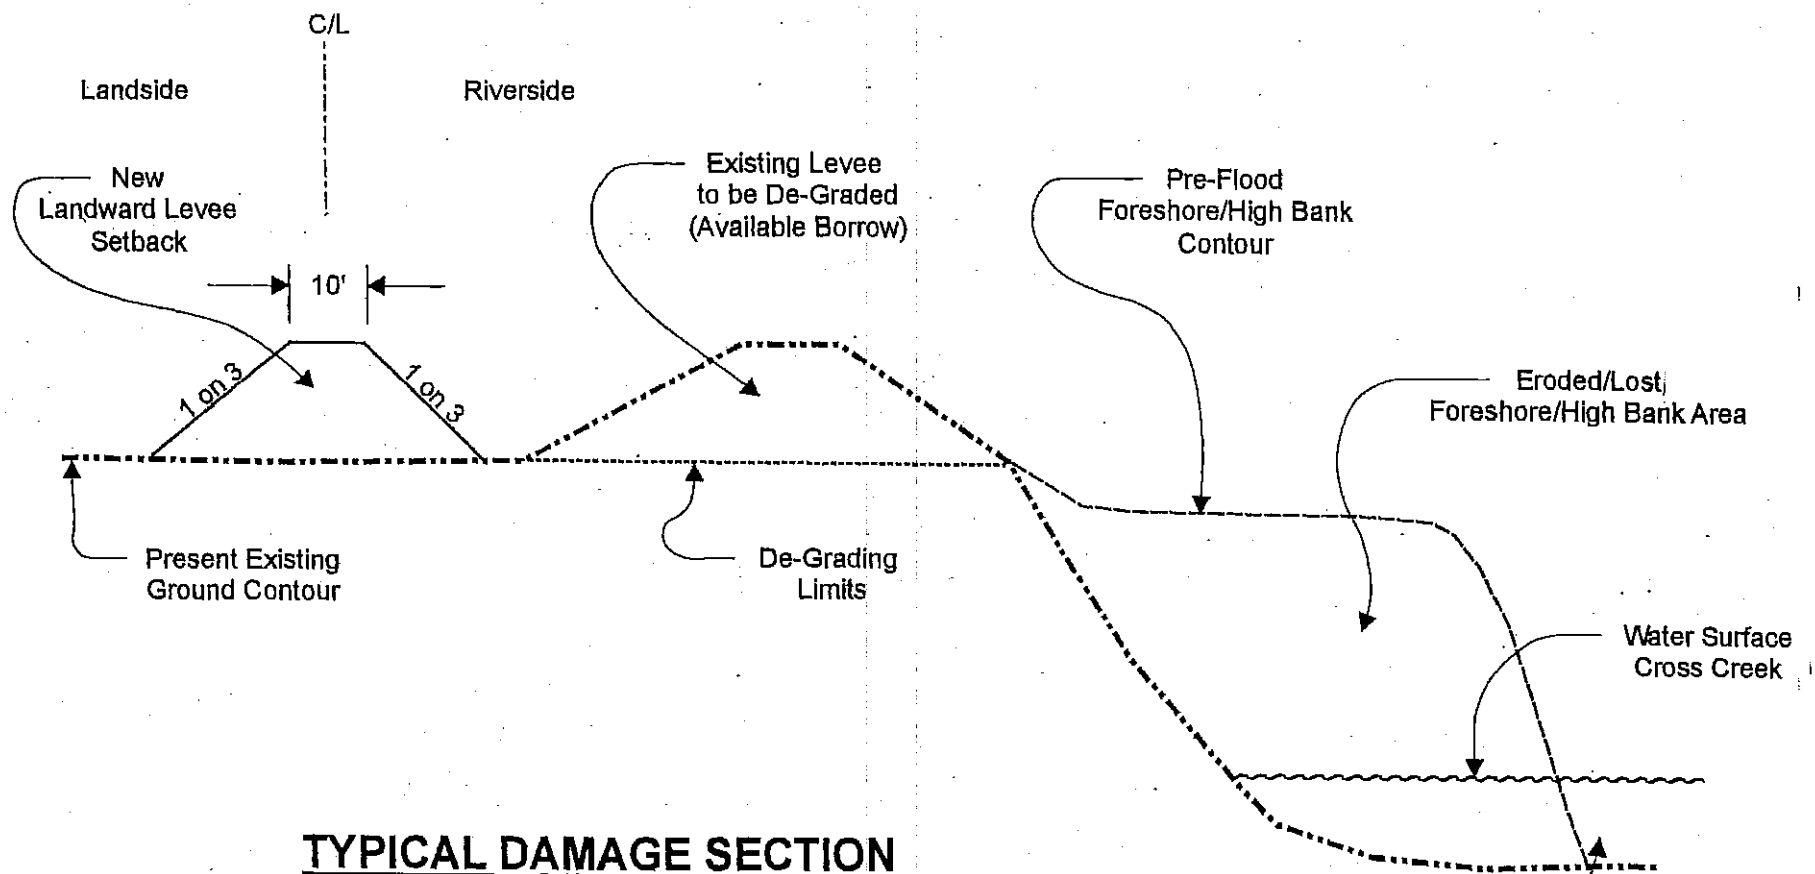 C/L
Landside
Riverside
New
Landward Levee
Setback
Existing Levee
to be De-Graded
(Available Borrow)
Pre-Flood
Foreshore/High Bank
Contour
10'
1 on 3
1 on 3
Eroded/Lost
Foreshore/High Bank Area
Present Existing
Ground Contour
De-Grading
Limits
Water Surface
Cross Creek
TYPICAL DAMAGE SECTION